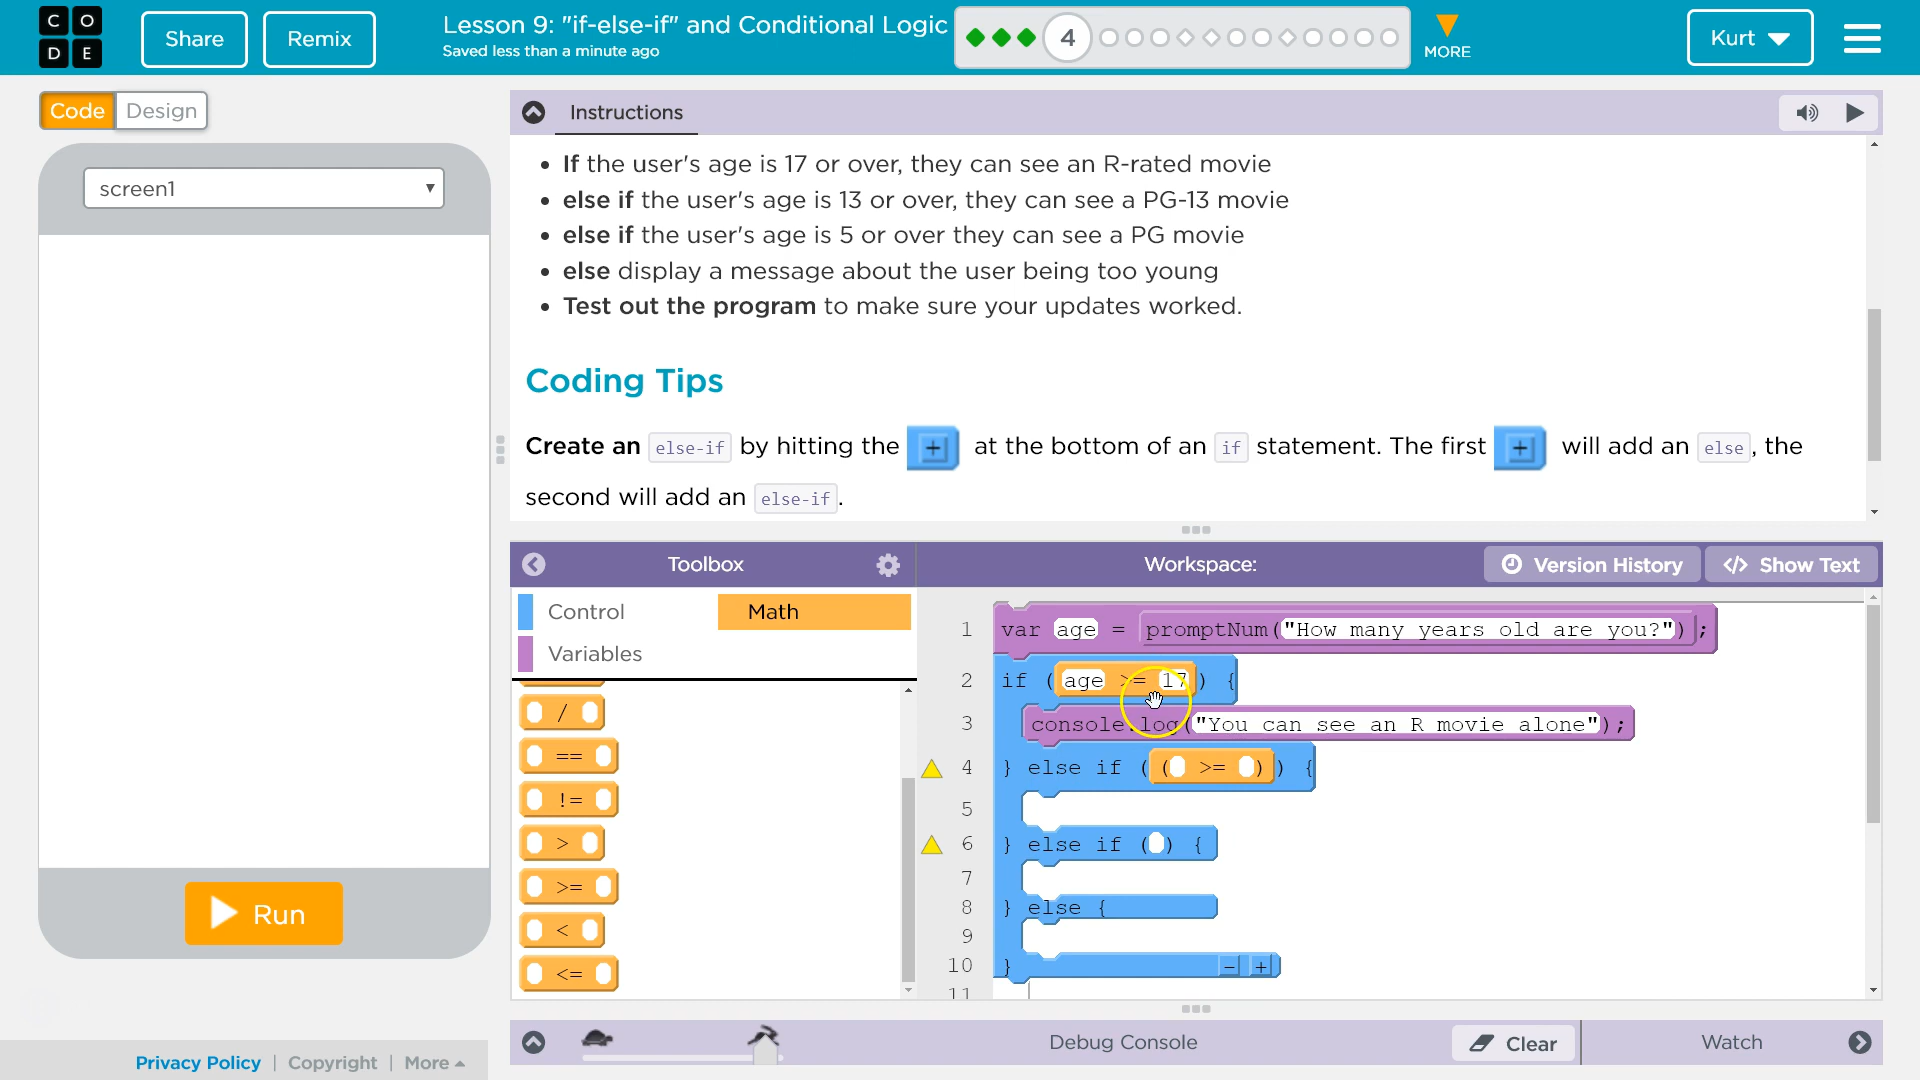 CODE
Share
Remix
Lesson 9: "if-else-if" and Conditional Logic
Saved less than a minute ago
4
MORE
Kurt
Code
Design
screen1
Run
Privacy Policy | Copyright | More
Instructions
If the user's age is 17 or over, they can see an R-rated movie
else if the user's age is 13 or over, they can see a PG-13 movie
else if the user's age is 5 or over they can see a PG movie
else display a message about the user being too young
Test out the program to make sure your updates worked.
Coding Tips
Create an else-if by hitting the + at the bottom of an if statement. The first + will add an else, the
second will add an else-if.
Toolbox
Workspace:
Version History
</> Show Text
Control
Math
Variables
/
==
!=
>
>=
<
<=
1 var age = promptNum("How many years old are you?");
2 if (age >= 17) {
3 console.log("You can see an R movie alone");
4 } else if (( >= )) {
5
6 } else if () {
7
8 } else {
9
10 } - +
11
Debug Console
Clear
Watch